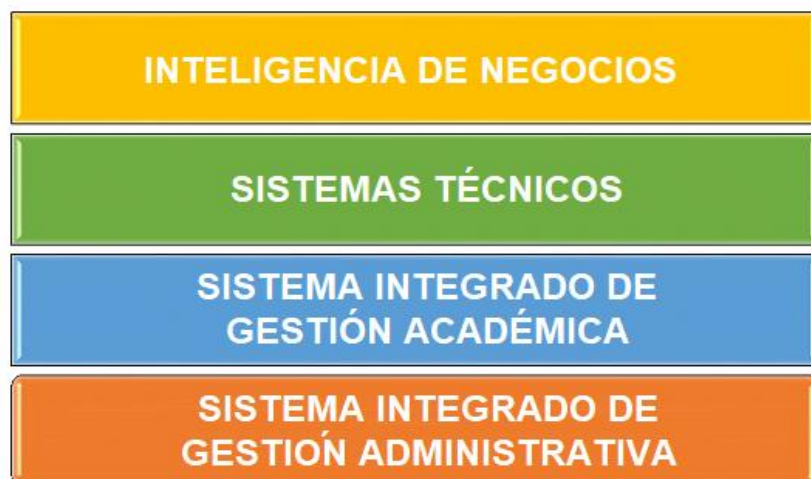 INTELIGENCIA DE NEGOCIOS
SISTEMAS TÉCNICOS
SISTEMA INTEGRADO DE
GESTIÓN ACADÉMICA
SISTEMA INTEGRADO DE
GESTIÓN ADMINISTRATIVA